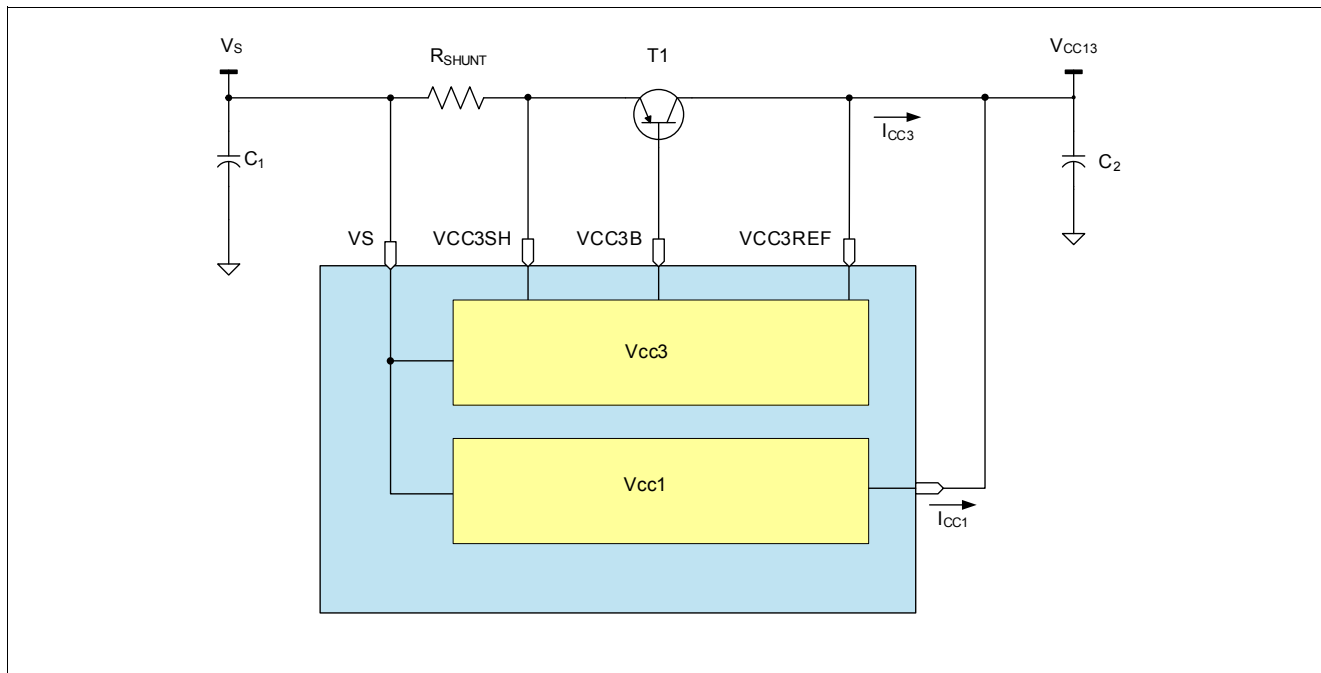 VS
RSHUNT
T1
VCC13
ICC3
C1
C2
VS
VCC3SH
VCC3B
VCC3REF
Vcc3
Vcc1
ICC1